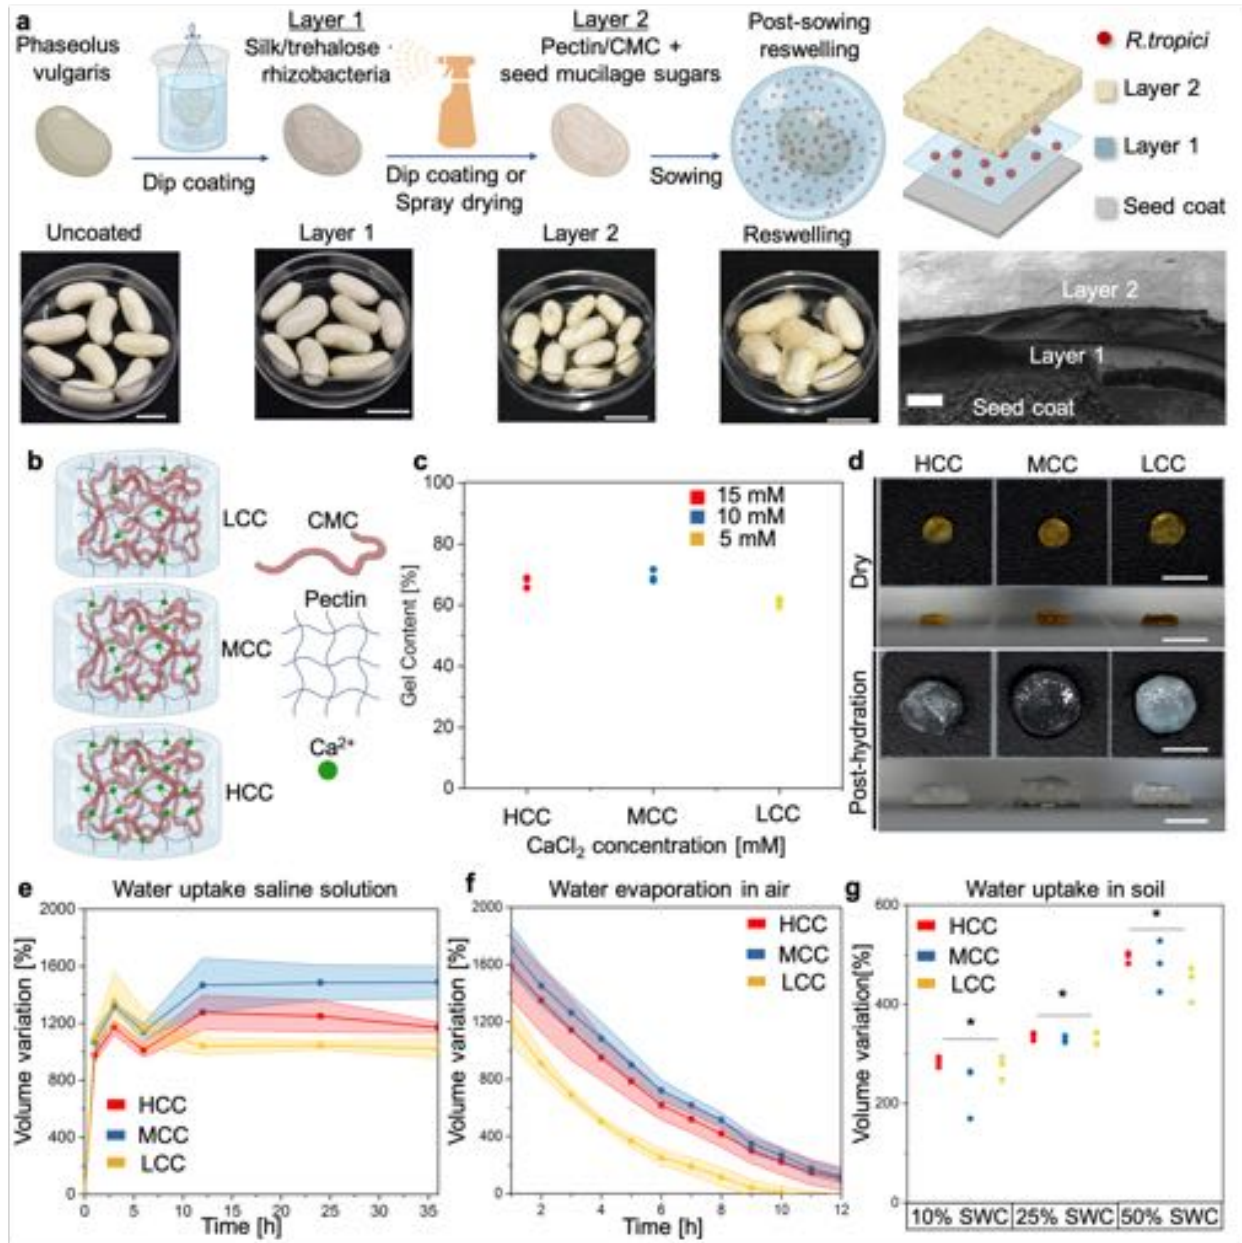 a
Phaseolus
vulgaris
Dip coating
Layer 1
Silk/trehalose ·
rhizobacteria
Dip coating or
Spray drying
Layer 2
Pectin/CMC +
seed mucilage sugars
Sowing
Post-sowing
reswelling
R.tropici
Layer 2
Layer 1
Seed coat
Uncoated
Layer 1
Layer 2
Reswelling
Layer 2
Layer 1
Seed coat
b
LCC
MCC
HCC
CMC
Pectin
Ca²⁺
c
Gel Content [%]
100
80
60
40
20
0
15 mM
10 mM
5 mM
HCC MCC LCC
CaCl₂ concentration [mM]
d
HCC MCC LCC
Dry
Post-hydration
e
Water uptake saline solution
Volume variation [%]
2000
1600
1200
800
400
0
HCC
MCC
LCC
0 5 10 15 20 25 30 35
Time [h]
f
Water evaporation in air
Volume variation [%]
2000
1600
1200
800
400
0
HCC
MCC
LCC
2 4 6 8 10 12
Time [h]
g
Water uptake in soil
Volume variation[%]
600
400
200
0
HCC
MCC
LCC
10% SWC 25% SWC 50% SWC